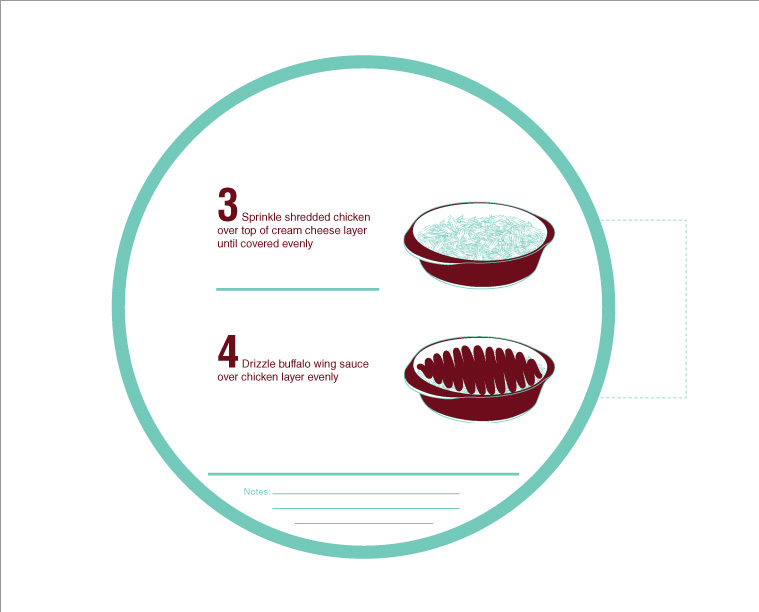 3 Sprinkle shredded chicken
over top of cream cheese layer
until covered evenly
4 Drizzle buffalo wing sauce
over chicken layer evenly
Notes: